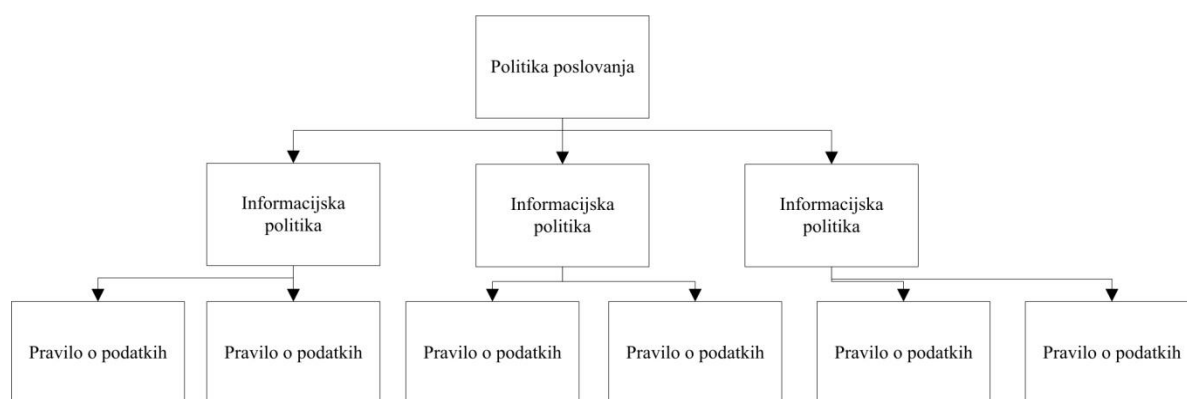 Politika poslovanja
Informacijska
politika
Informacijska
politika
Informacijska
politika
Pravilo o podatkih
Pravilo o podatkih
Pravilo o podatkih
Pravilo o podatkih
Pravilo o podatkih
Pravilo o podatkih